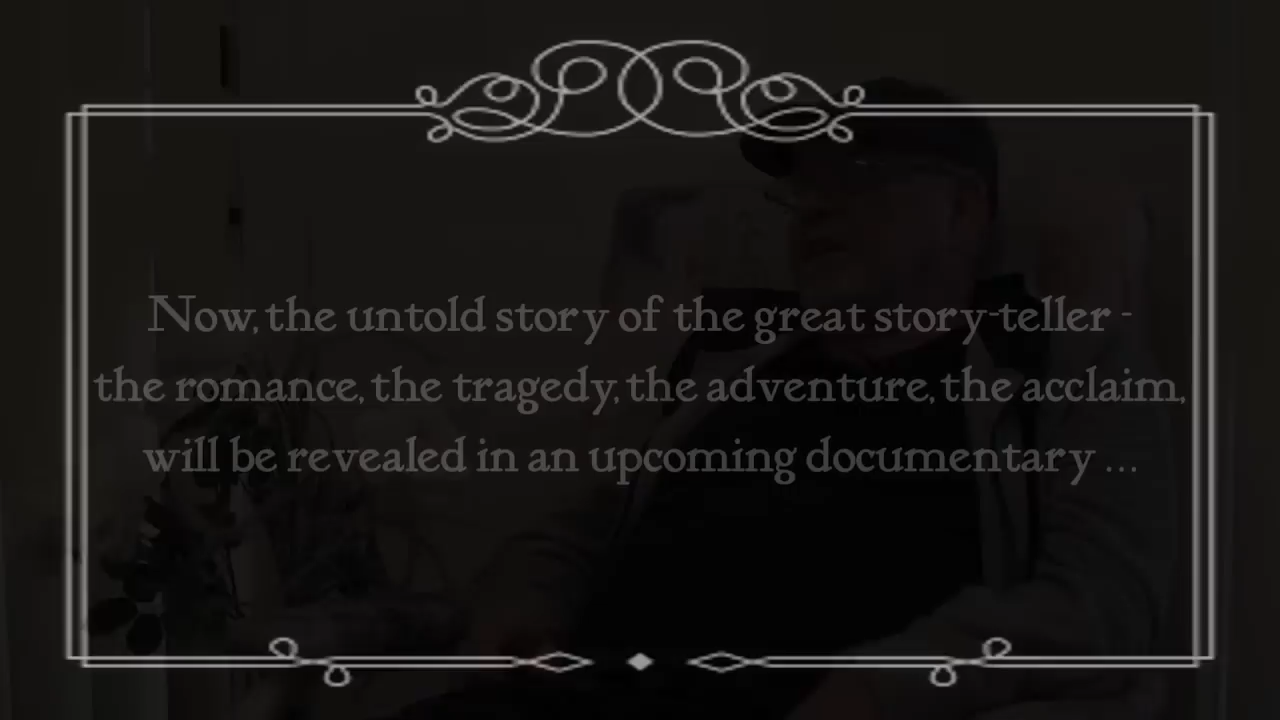 Now, the untold story of the great story-teller -
the romance, the tragedy, the adventure, the acclaim,
will be revealed in an upcoming documentary ...